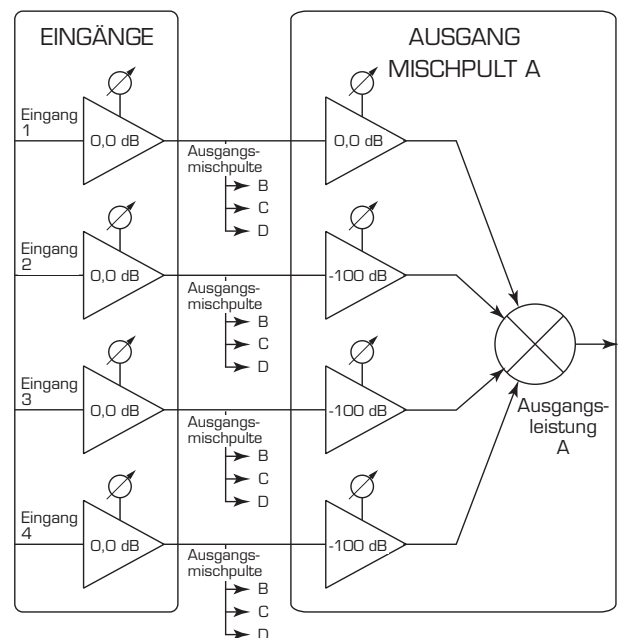 EINGÄNGE
AUSGANG
MISCHPULT A
Eingang
1
0,0 dB
Ausgangs-
mischpulte
B
C
D
0,0 dB
Eingang
2
0,0 dB
Ausgangs-
mischpulte
B
C
D
-100 dB
Eingang
3
0,0 dB
Ausgangs-
mischpulte
B
C
D
-100 dB
Ausgangs-
leistung
A
Eingang
4
0,0 dB
Ausgangs-
mischpulte
B
C
D
-100 dB